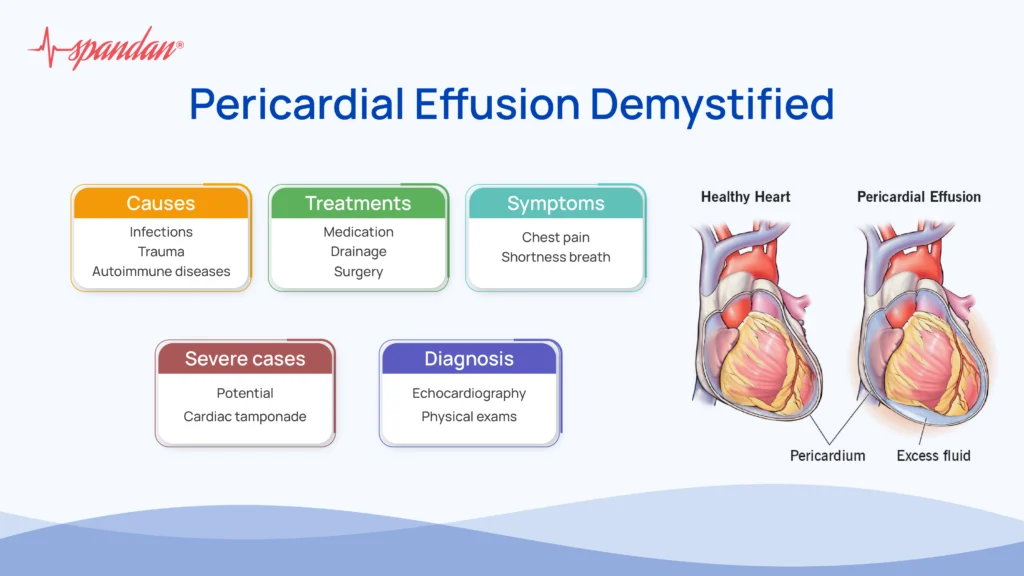 spandan®
Pericardial Effusion Demystified
Causes
Infections
Trauma
Autoimmune diseases
Treatments
Medication
Drainage
Surgery
Symptoms
Chest pain
Shortness breath
Severe cases
Potential
Cardiac tamponade
Diagnosis
Echocardiography
Physical exams
Healthy Heart
Pericardial Effusion
Pericardium
Excess fluid